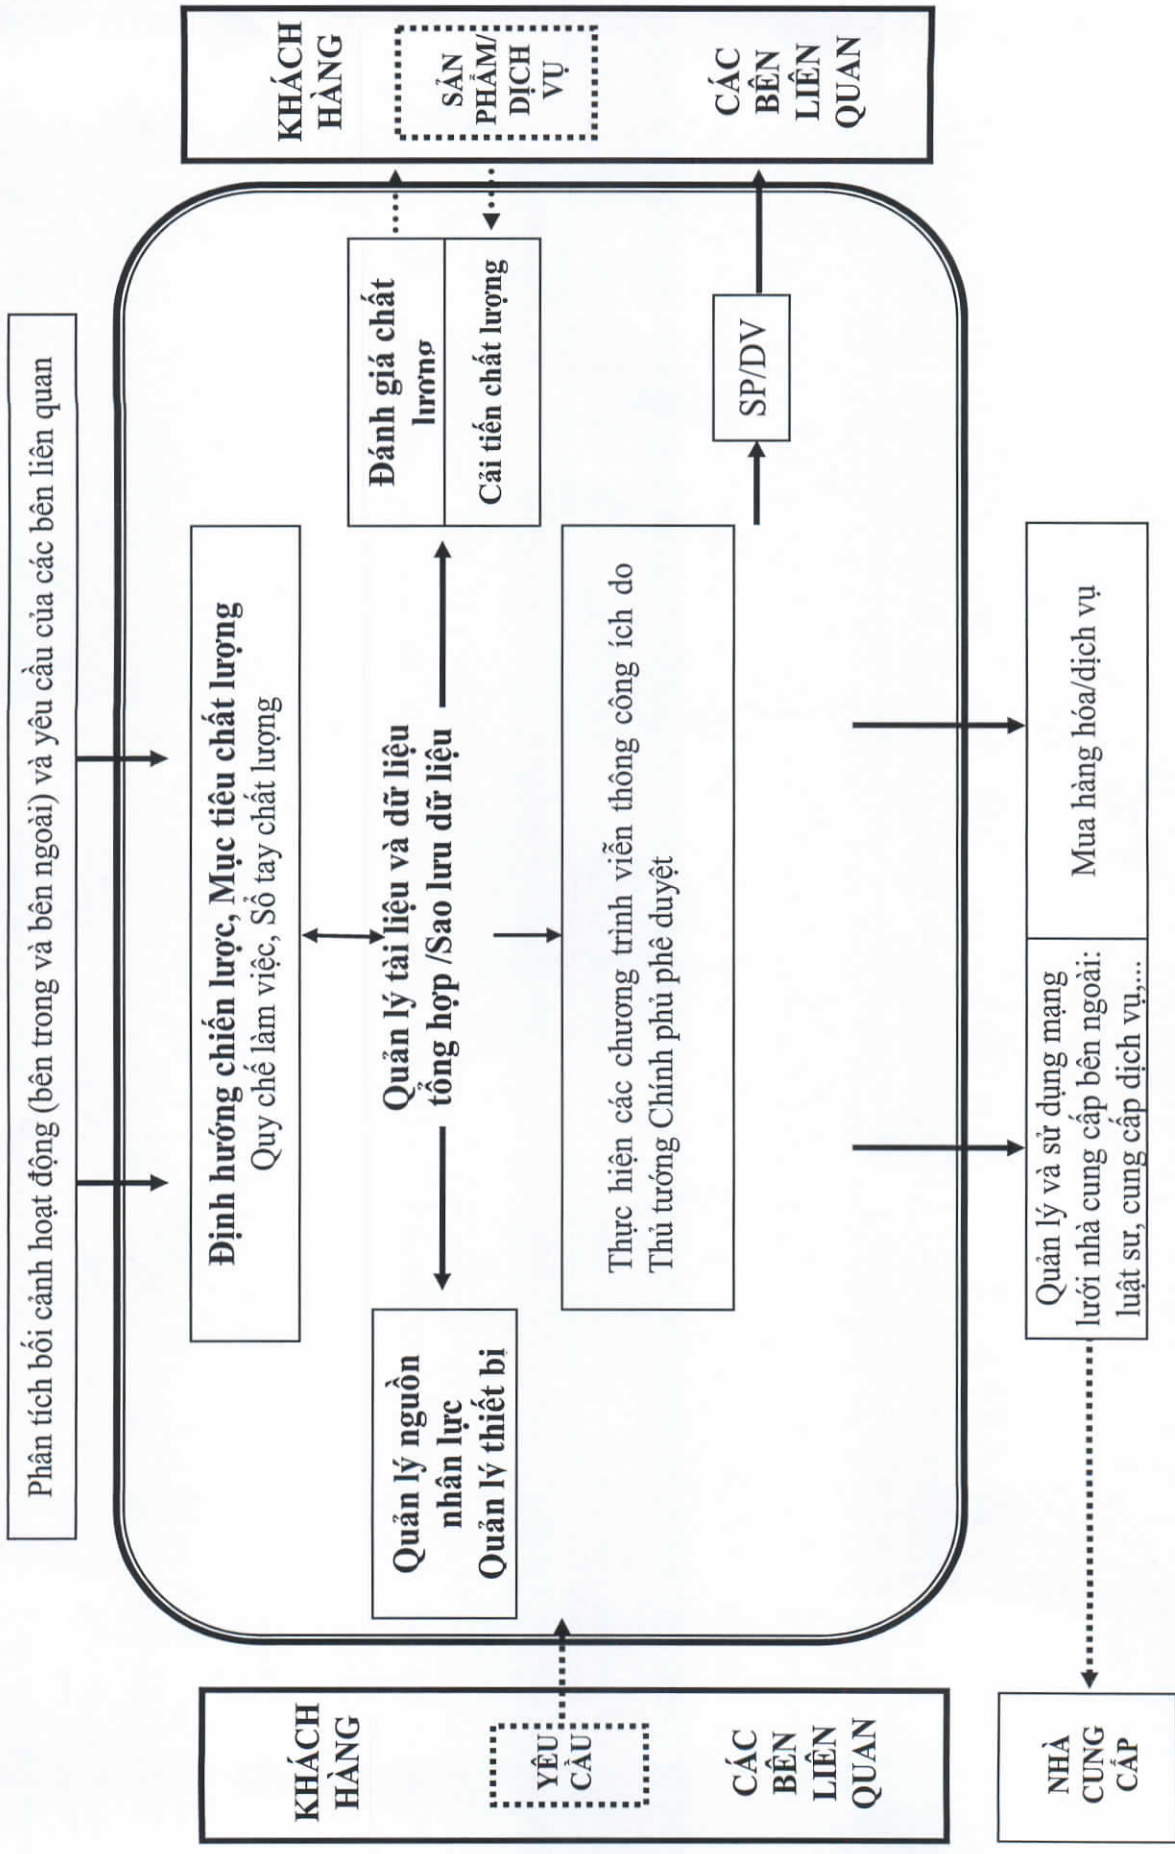 Phân tích bối cảnh hoạt động (bên trong và bên ngoài) và yêu cầu của các bên liên quan
KHÁCH
HÀNG
YÊU
CẦU
CÁC
BÊN
LIÊN
QUAN
Định hướng chiến lược, Mục tiêu chất lượng
Quy chế làm việc, Sổ tay chất lượng
Quản lý nguồn
nhân lực
Quản lý thiết bị
Quản lý tài liệu và dữ liệu
tổng hợp /Sao lưu dữ liệu
Đánh giá chất
lượng
Cải tiến chất lượng
Thực hiện các chương trình viễn thông công ích do
Thủ tướng Chính phủ phê duyệt
SP/DV
KHÁCH
HÀNG
SẢN
PHẨM/
DỊCH
VỤ
CÁC
BÊN
LIÊN
QUAN
NHÀ
CUNG
CẤP
Quản lý và sử dụng mạng
lưới nhà cung cấp bên ngoài:
luật sư, cung cấp dịch vụ,...
Mua hàng hóa/dịch vụ